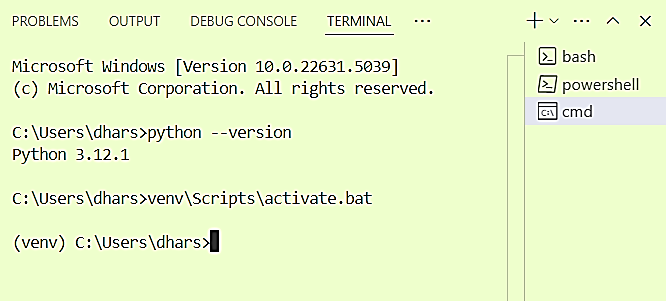 PROBLEMS OUTPUT DEBUG CONSOLE TERMINAL ···
Microsoft Windows [Version 10.0.22631.5039]
(c) Microsoft Corporation. All rights reserved.
C:\Users\dhars>python --version
Python 3.12.1
C:\Users\dhars>venv\Scripts\activate.bat
(venv) C:\Users\dhars>
bash
powershell
cmd